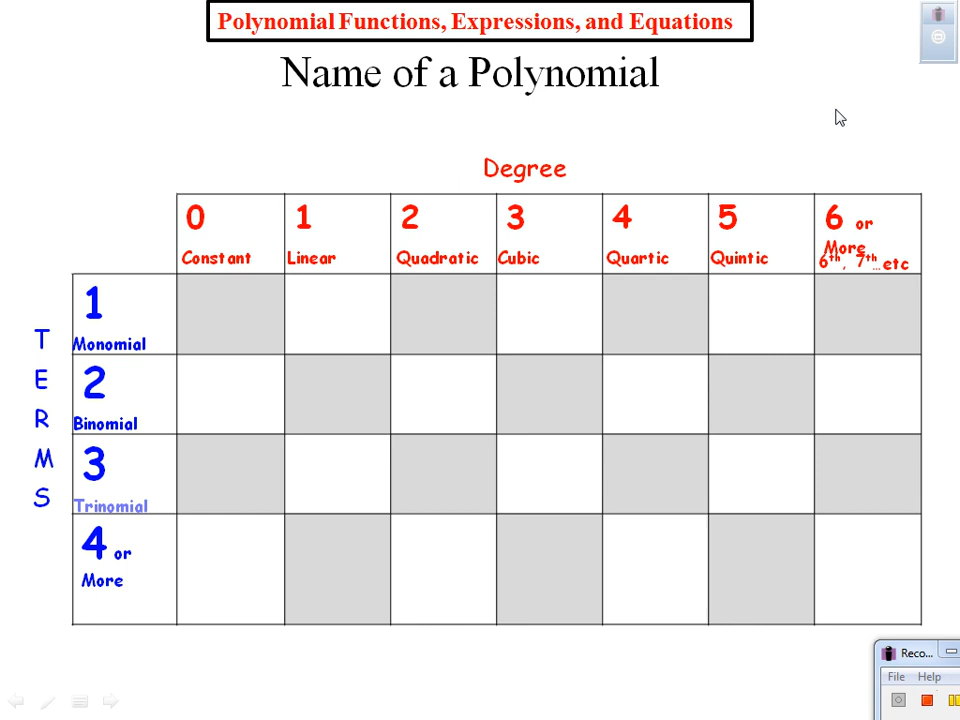 Polynomial Functions, Expressions, and Equations
Name of a Polynomial
Degree
0 1 2 3 4 5 6 or
More
Constant Linear Quadratic Cubic Quartic Quintic 6th, 7th...etc
1
Monomial
2
Binomial
3
Trinomial
4 or
More
T
E
R
M
S
Reco...
File Help